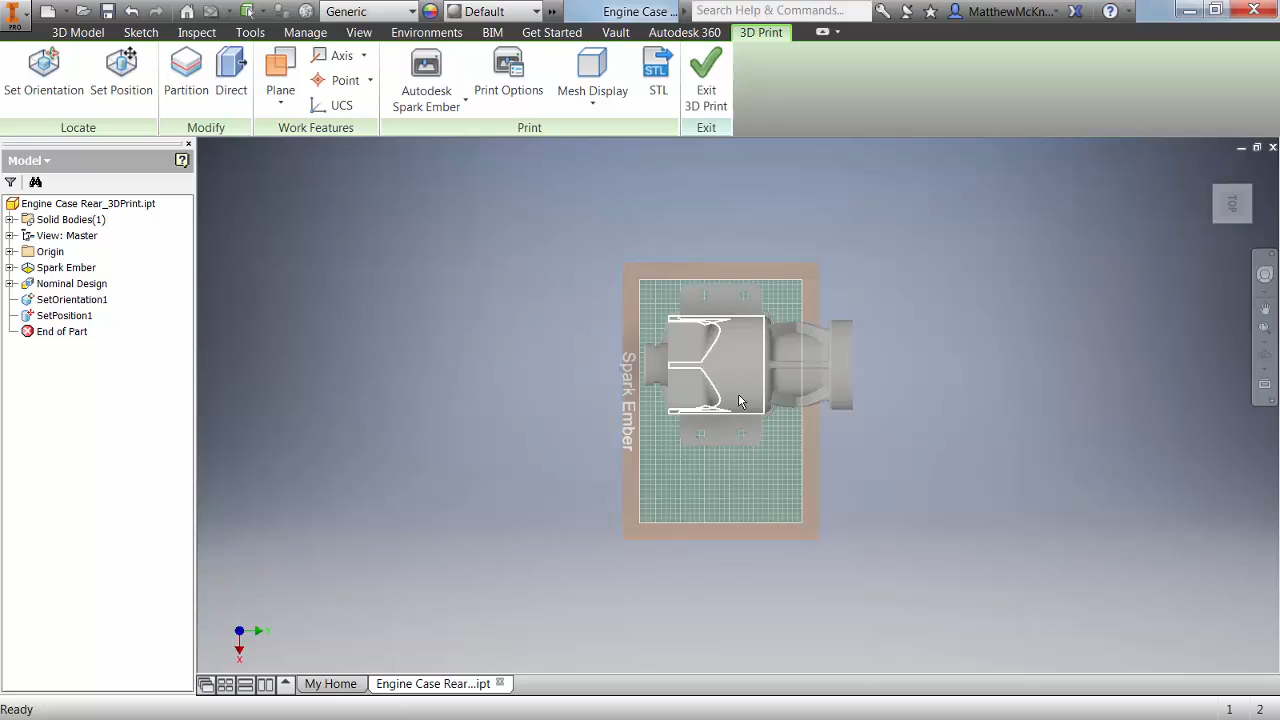 Generic
Default
Engine Case ...
Search Help & Commands...
MatthewMcKn...
PRO
3D Model
Sketch
Inspect
Tools
Manage
View
Environments
BIM
Get Started
Vault
Autodesk 360
3D Print
Set Orientation
Set Position
Partition
Direct
Plane
Axis
Point
UCS
Autodesk
Spark Ember
Print Options
Mesh Display
STL
STL
Exit
3D Print
Locate
Modify
Work Features
Print
Exit
Model
Engine Case Rear_3DPrint.ipt
Solid Bodies(1)
View: Master
Origin
Spark Ember
Nominal Design
SetOrientation1
SetPosition1
End of Part
TOP
Spark Ember
Y
X
My Home
Engine Case Rear...ipt
Ready
1
2